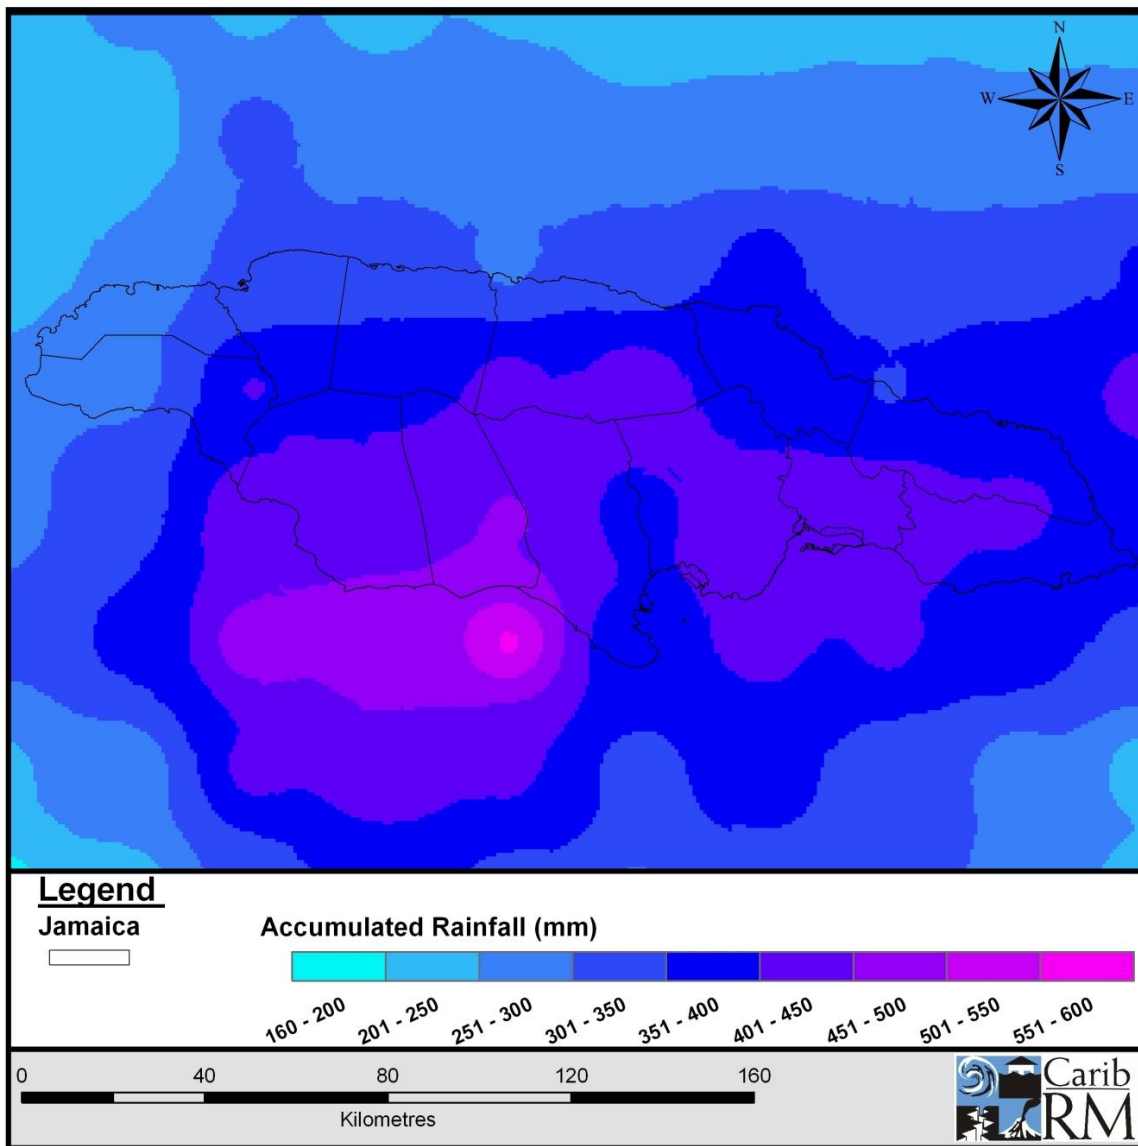 N
W E
S
Legend
Jamaica
Accumulated Rainfall (mm)
160 - 200
201 - 250
251 - 300
301 - 350
351 - 400
401 - 450
451 - 500
501 - 550
551 - 600
0 40 80 120 160
Kilometres
Carib
RM